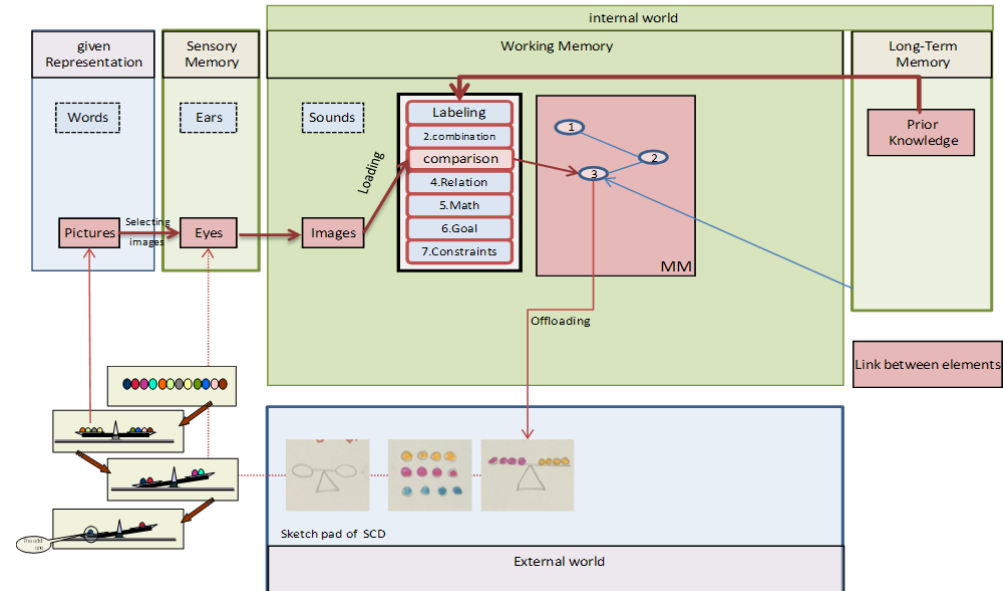 internal world
given
Representation
Sensory
Memory
Working Memory
Long-Term
Memory
Words
Ears
Sounds
Labeling
2.combination
comparison
4.Relation
5.Math
6.Goal
7.Constraints
Loading
1
2
3
MM
Prior
Knowledge
Pictures
Selecting
images
Eyes
Images
Offloading
Link between elements
Sketch pad of SCD
External world